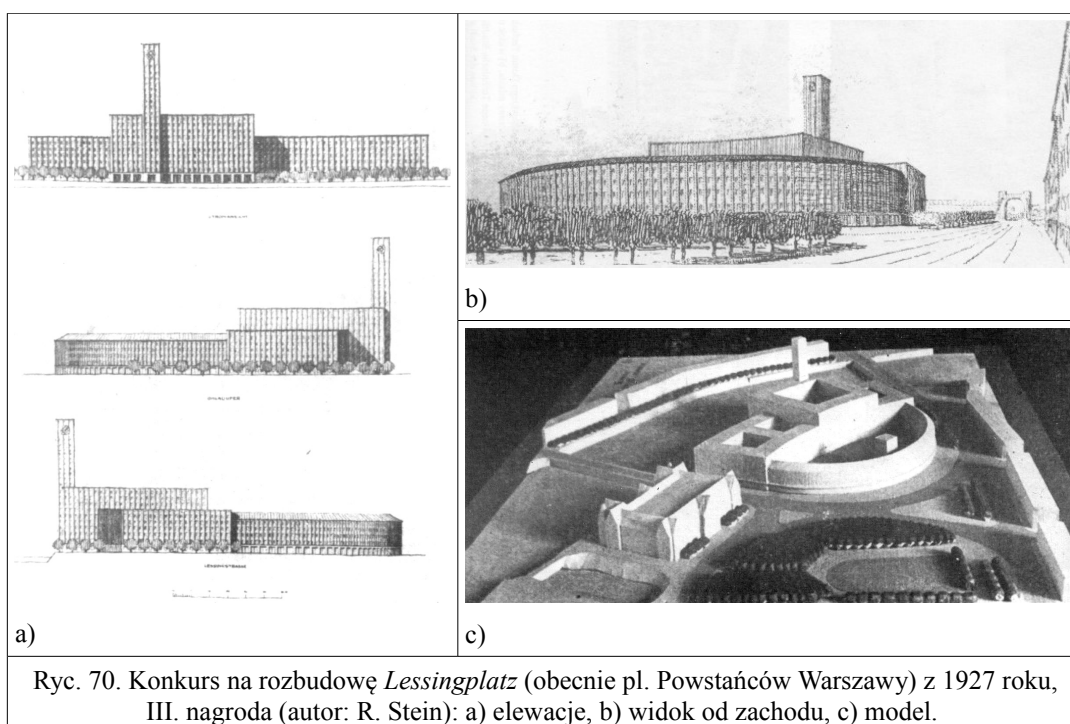 a)
b)
c)
Ryc. 70. Konkurs na rozbudowę Lessingplatz (obecnie pl. Powstańców Warszawy) z 1927 roku,
III. nagroda (autor: R. Stein): a) elewacje, b) widok od zachodu, c) model.